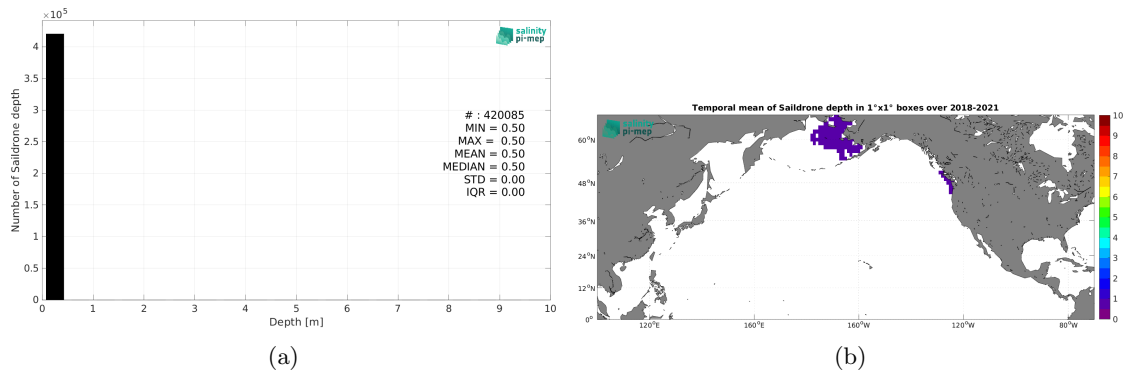 ×10⁵
4
3.5
3
2.5
2
1.5
1
0.5
0
Number of Saildrone depth
salinity
pi-mep
# : 420085
MIN = 0.50
MAX = 0.50
MEAN = 0.50
MEDIAN = 0.50
STD = 0.00
IQR = 0.00
0 1 2 3 4 5 6 7 8 9 10
Depth [m]
(a)
Temporal mean of Saildrone depth in 1°x1° boxes over 2018-2021
salinity
pi-mep
60°N
48°N
36°N
24°N
12°N
0°
120°E 160°E 160°W 120°W 80°W
10
9
8
7
6
5
4
3
2
1
0
(b)